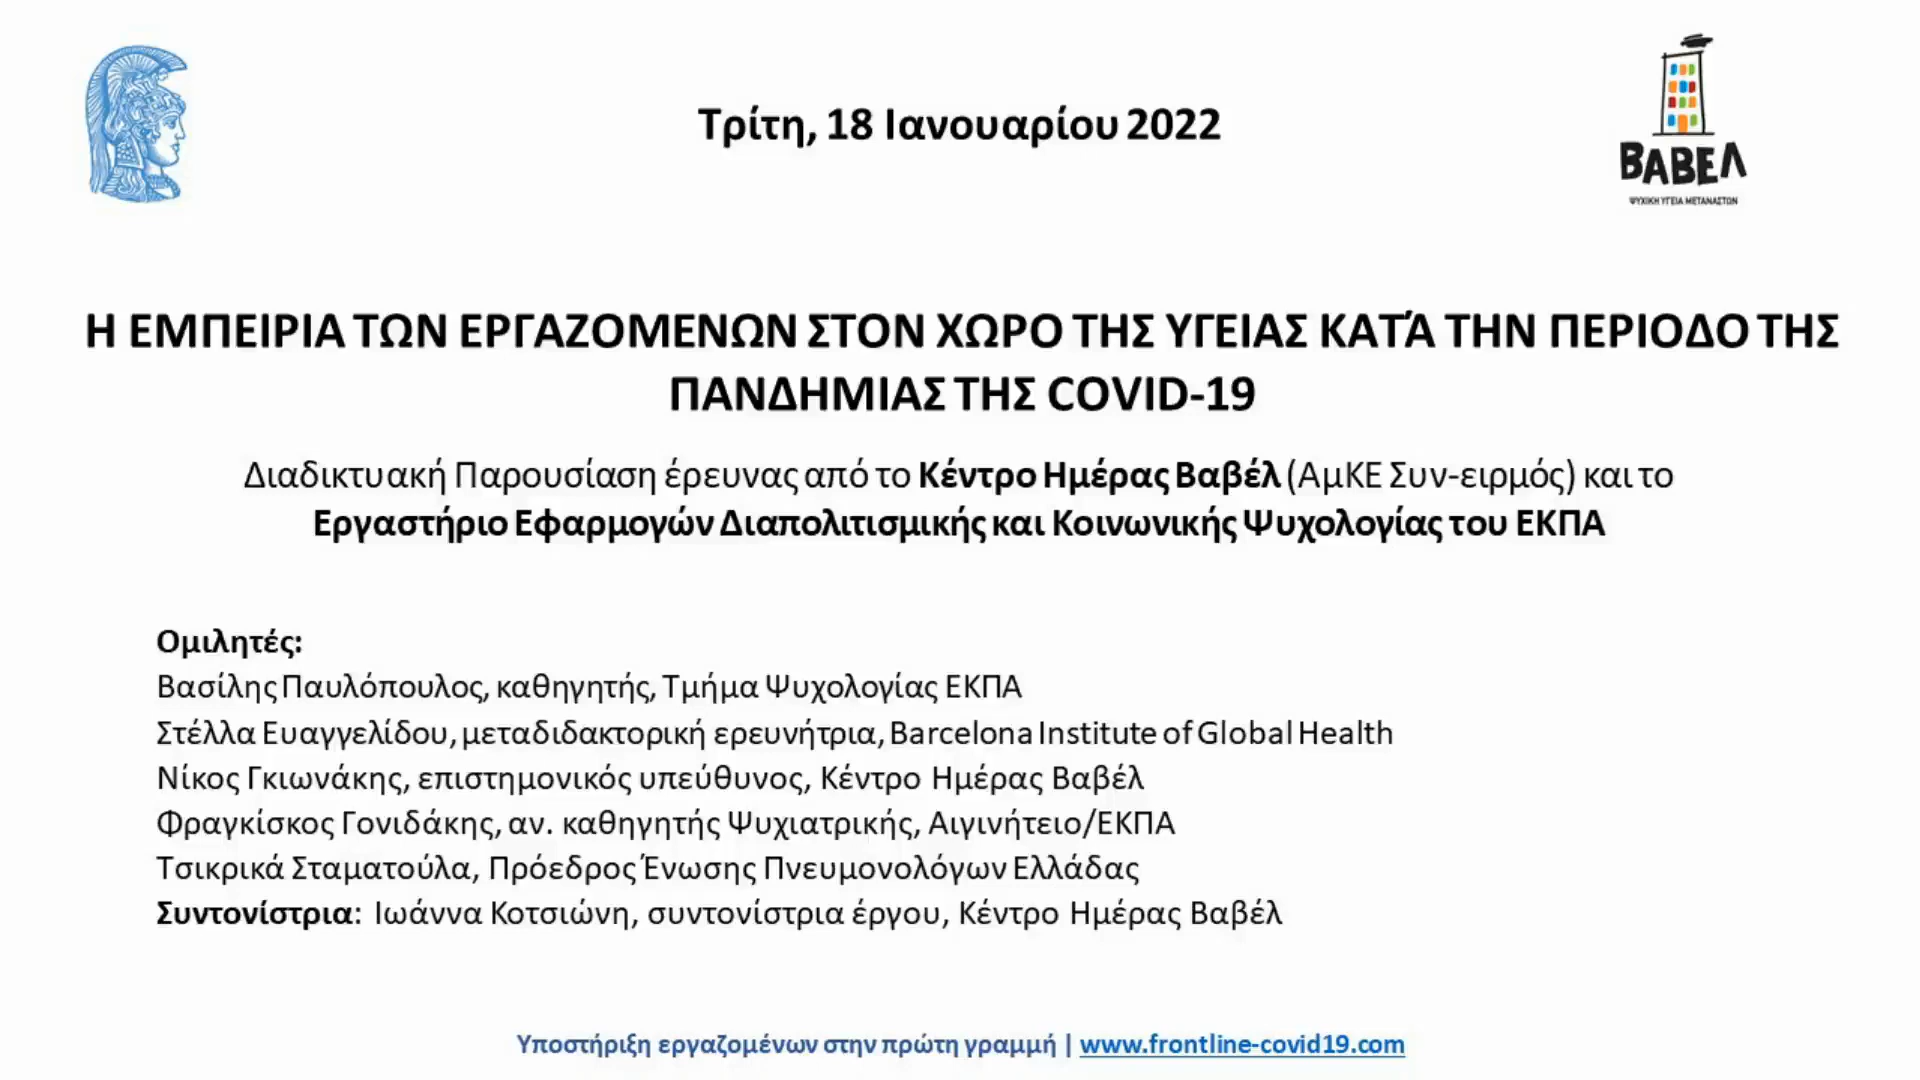 Τρίτη, 18 Ιανουαρίου 2022
ΒΑΒΕΛ
ΨΥΧΙΚΗ ΥΓΕΙΑ ΜΕΤΑΝΑΣΤΩΝ
Η ΕΜΠΕΙΡΙΑ ΤΩΝ ΕΡΓΑΖΟΜΕΝΩΝ ΣΤΟΝ ΧΩΡΟ ΤΗΣ ΥΓΕΙΑΣ ΚΑΤΆ ΤΗΝ ΠΕΡΙΟΔΟ ΤΗΣ
ΠΑΝΔΗΜΙΑΣ ΤΗΣ COVID-19
Διαδικτυακή Παρουσίαση έρευνας από το Κέντρο Ημέρας Βαβέλ (ΑμΚΕ Συν-ειρμός) και το
Εργαστήριο Εφαρμογών Διαπολιτισμικής και Κοινωνικής Ψυχολογίας του ΕΚΠΑ
Ομιλητές:
Βασίλης Παυλόπουλος, καθηγητής, Τμήμα Ψυχολογίας ΕΚΠΑ
Στέλλα Ευαγγελίδου, μεταδιδακτορική ερευνήτρια, Barcelona Institute of Global Health
Νίκος Γκιωνάκης, επιστημονικός υπεύθυνος, Κέντρο Ημέρας Βαβέλ
Φραγκίσκος Γονιδάκης, αν. καθηγητής Ψυχιατρικής, Αιγινήτειο/ΕΚΠΑ
Τσικρικά Σταματούλα, Πρόεδρος Ένωσης Πνευμονολόγων Ελλάδας
Συντονίστρια: Ιωάννα Κοτσιώνη, συντονίστρια έργου, Κέντρο Ημέρας Βαβέλ
Υποστήριξη εργαζομένων στην πρώτη γραμμή | www.frontline-covid19.com